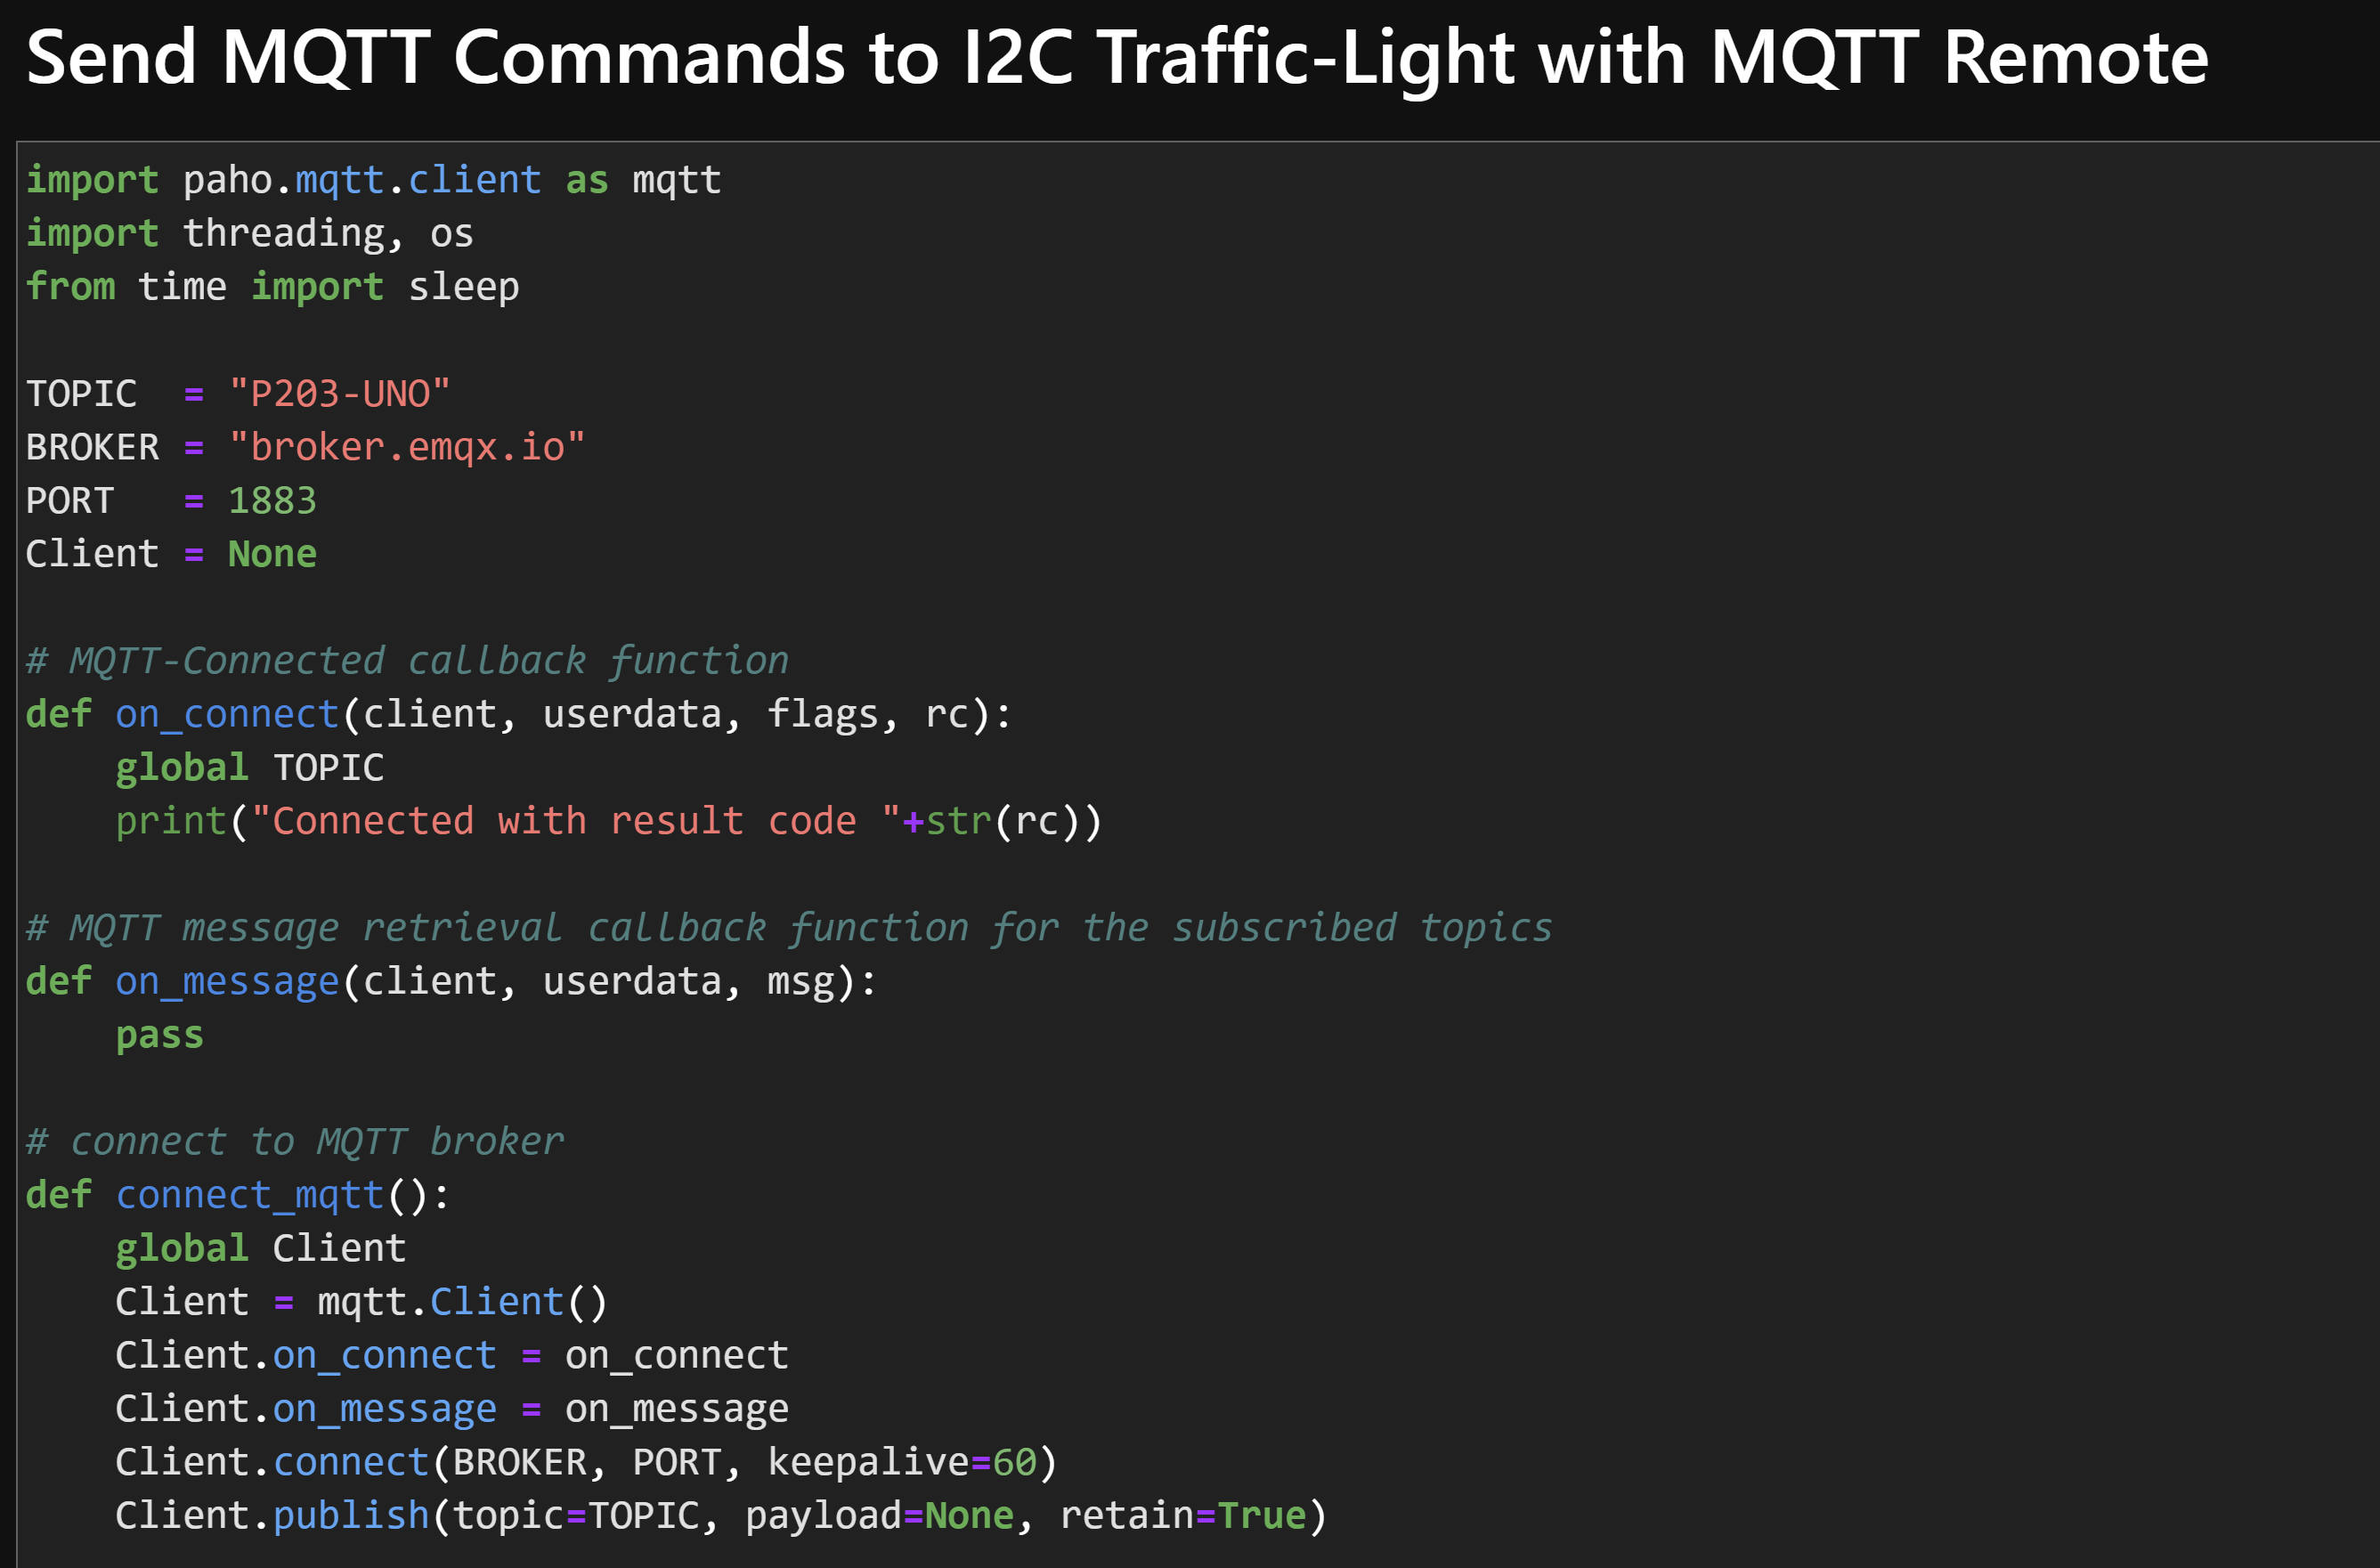 Send MQTT Commands to I2C Traffic-Light with MQTT Remote
import paho.mqtt.client as mqtt
import threading, os
from time import sleep
TOPIC  = "P203-UNO"
BROKER = "broker.emqx.io"
PORT   = 1883
Client = None
# MQTT-Connected callback function
def on_connect(client, userdata, flags, rc):
    global TOPIC
    print("Connected with result code "+str(rc))
# MQTT message retrieval callback function for the subscribed topics
def on_message(client, userdata, msg):
    pass
# connect to MQTT broker
def connect_mqtt():
    global Client
    Client = mqtt.Client()
    Client.on_connect = on_connect
    Client.on_message = on_message
    Client.connect(BROKER, PORT, keepalive=60)
    Client.publish(topic=TOPIC, payload=None, retain=True)